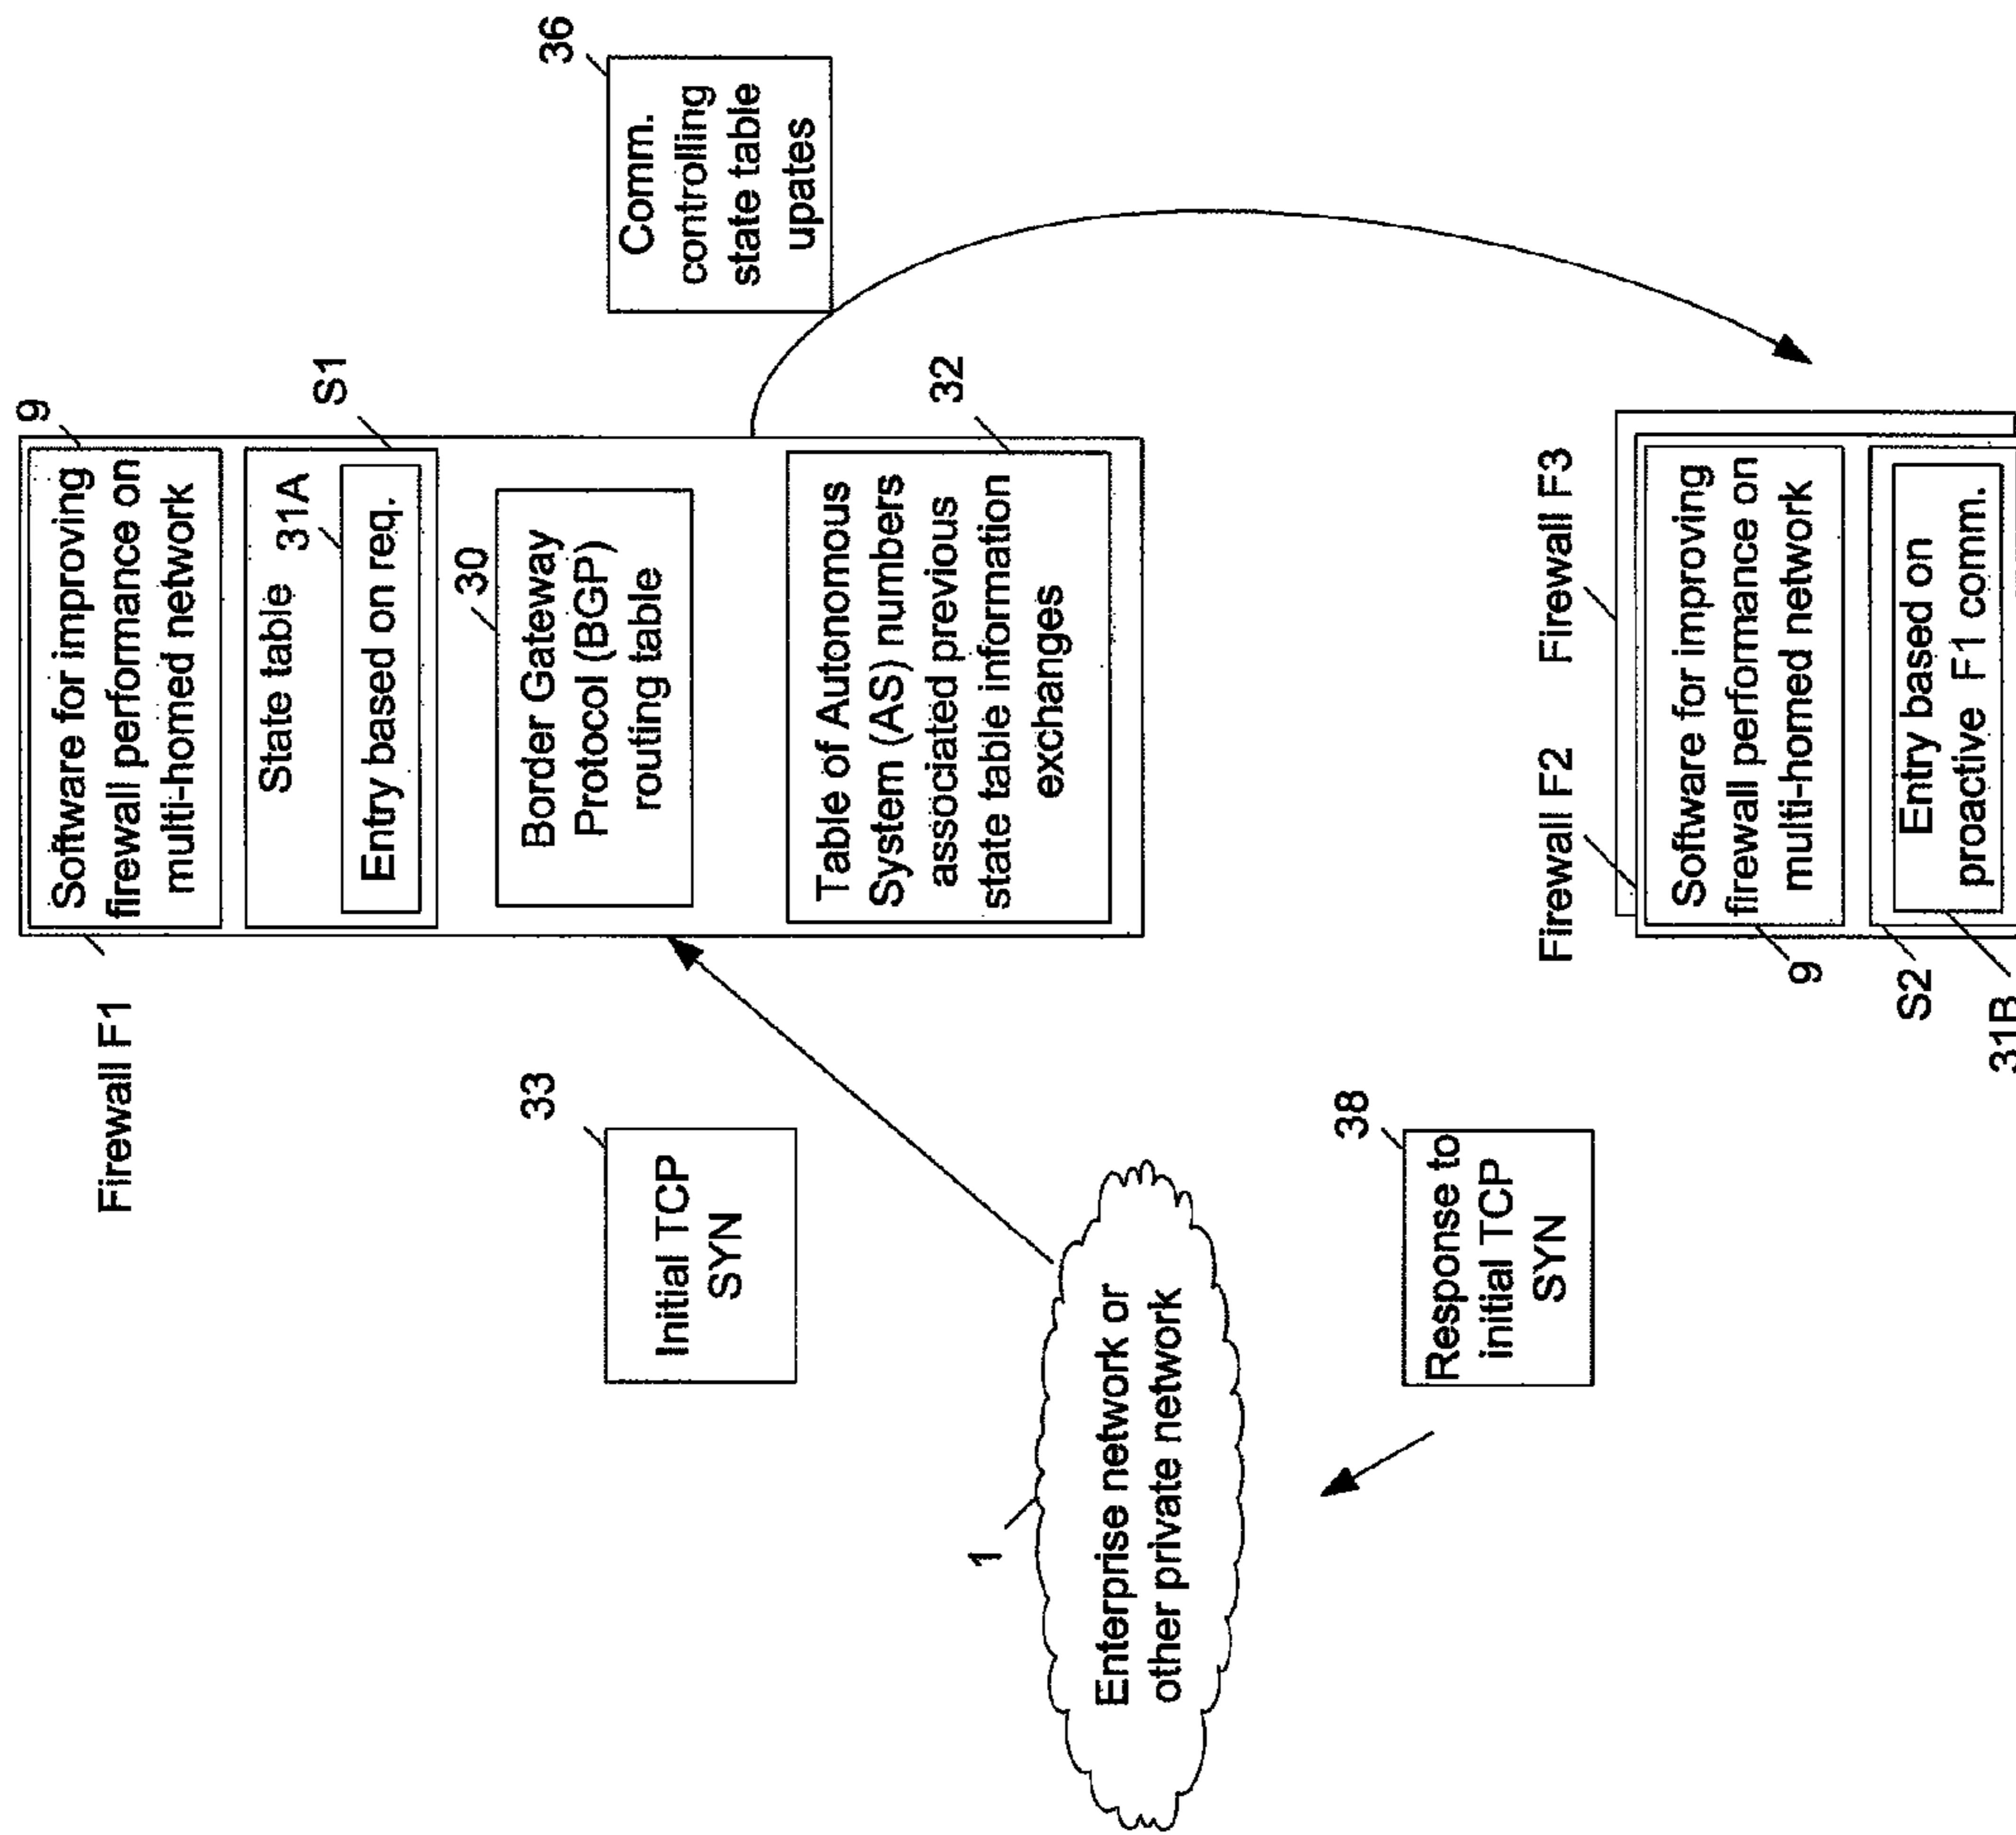 Firewall F1
9
Software for improving
firewall performance on
multi-homed network
S1
State table
31A
Entry based on req.
30
Border Gateway
Protocol (BGP)
routing table
32
Table of Autonomous
System (AS) numbers
associated previous
state table information
exchanges
36
Comm.
controlling
state table
upates
33
Initial TCP
SYN
1
Enterprise network or
other private network
38
Response to
initial TCP
SYN
Firewall F2
Firewall F3
Software for improving
firewall performance on
multi-homed network
9
S2
Entry based on
proactive F1 comm.
31B